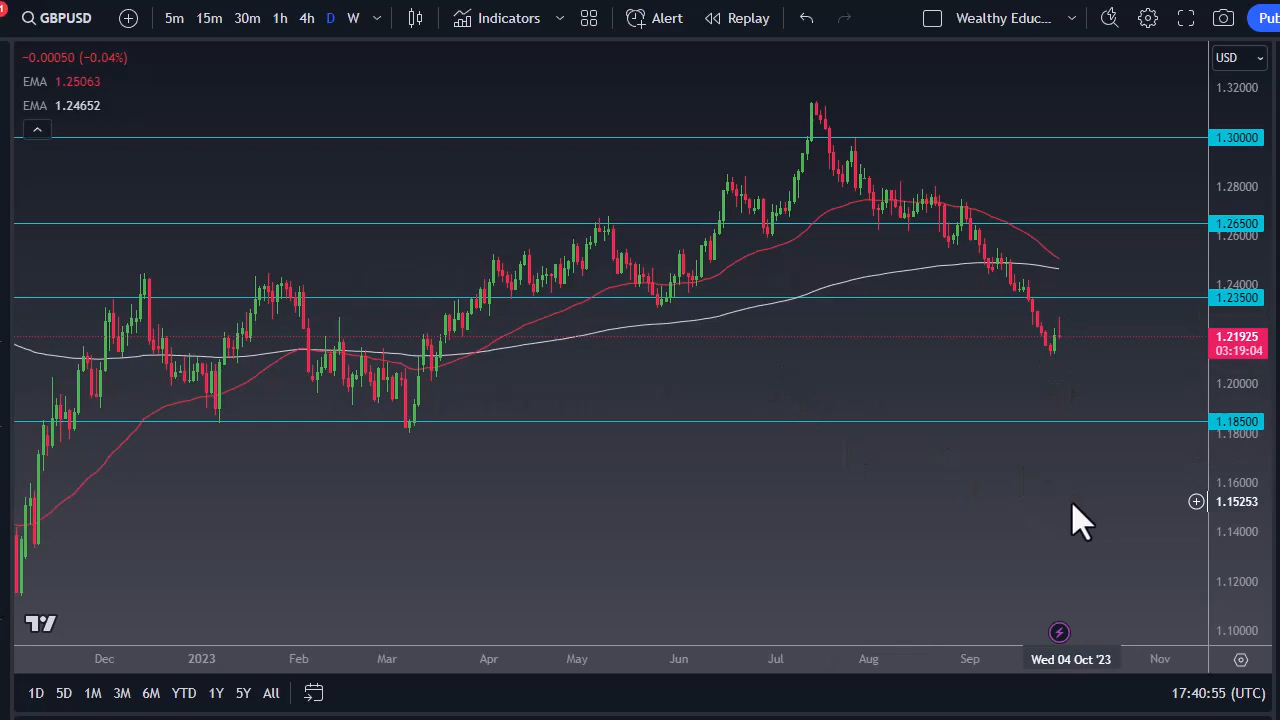 GBPUSD 5m 15m 30m 1h 4h D W Indicators Alert Replay Wealthy Educ... Pub
−0.00050 (−0.04%) USD
EMA 1.25063
EMA 1.24652
1.32000
1.30000
1.28000
1.26500
1.26000
1.24000
1.23500
1.21925
03:19:04
1.20000
1.18500
1.18000
1.16000
1.15253
1.14000
1.12000
1.10000
Dec 2023 Feb Mar Apr May Jun Jul Aug Sep Wed 04 Oct '23 Nov
1D 5D 1M 3M 6M YTD 1Y 5Y All 17:40:55 (UTC)